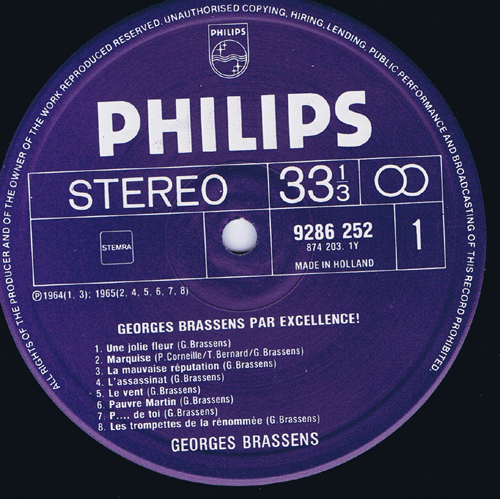 ALL RIGHTS OF THE PRODUCER AND OF THE OWNER OF THE WORK REPRODUCED RESERVED. UNAUTHORISED COPYING, HIRING, LENDING, PUBLIC PERFORMANCE AND BROADCASTING OF THIS RECORD PROHIBITED.
PHILIPS
PHILIPS
STEREO 33 1/3
STEMRA
9286 252
874 203. 1Y
MADE IN HOLLAND
1
Ⓟ1964(1, 3); 1965(2, 4, 5, 6, 7, 8)
GEORGES BRASSENS PAR EXCELLENCE!
1. Une jolie fleur (G.Brassens)
2. Marquise (P.Corneille/T.Bernard/G.Brassens)
3. La mauvaise réputation (G.Brassens)
4. L'assassinat (G.Brassens)
5. Le vent (G.Brassens)
6. Pauvre Martin (G.Brassens)
7. P.... de toi (G.Brassens)
8. Les trompettes de la rénommée (G.Brassens)
GEORGES BRASSENS